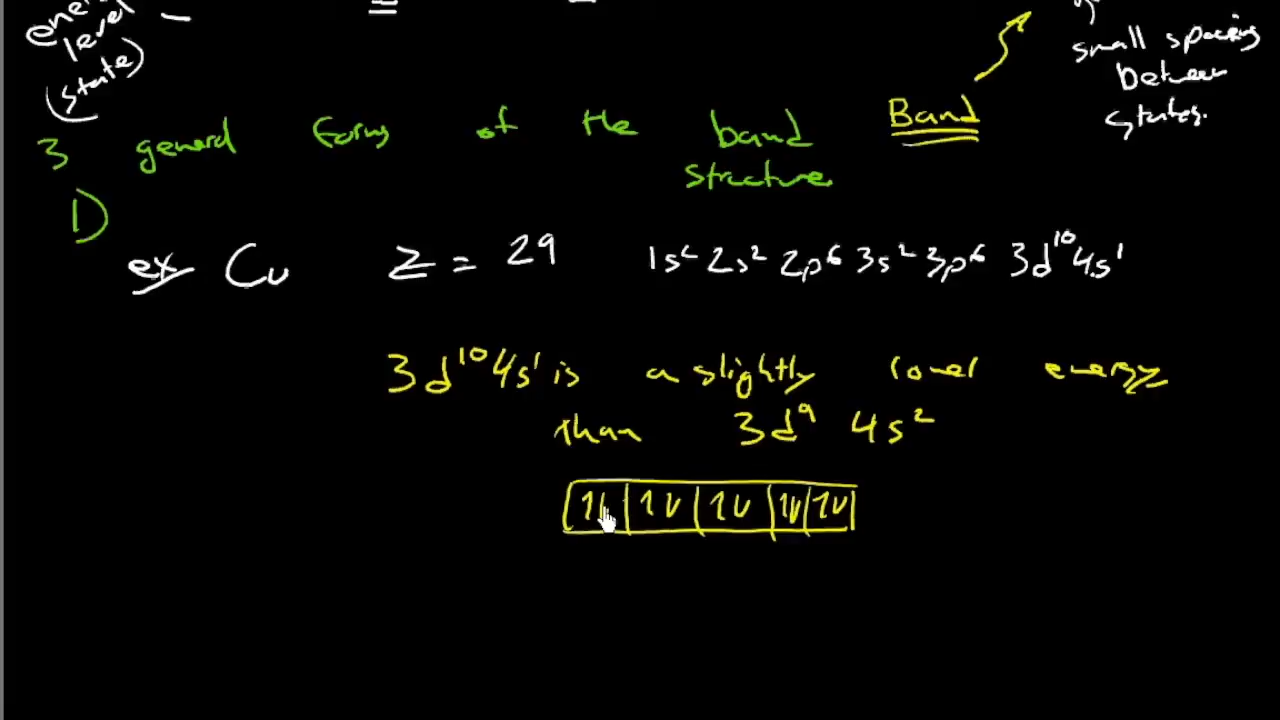 energy level (state)
small spacing
between
states.
Band
3 general forms of the band
structure
1)
ex Cu Z = 29 1s² 2s² 2p⁶ 3s² 3p⁶ 3d¹⁰ 4s¹
3d¹⁰ 4s¹ is a slightly lower energy
than 3d⁹ 4s²